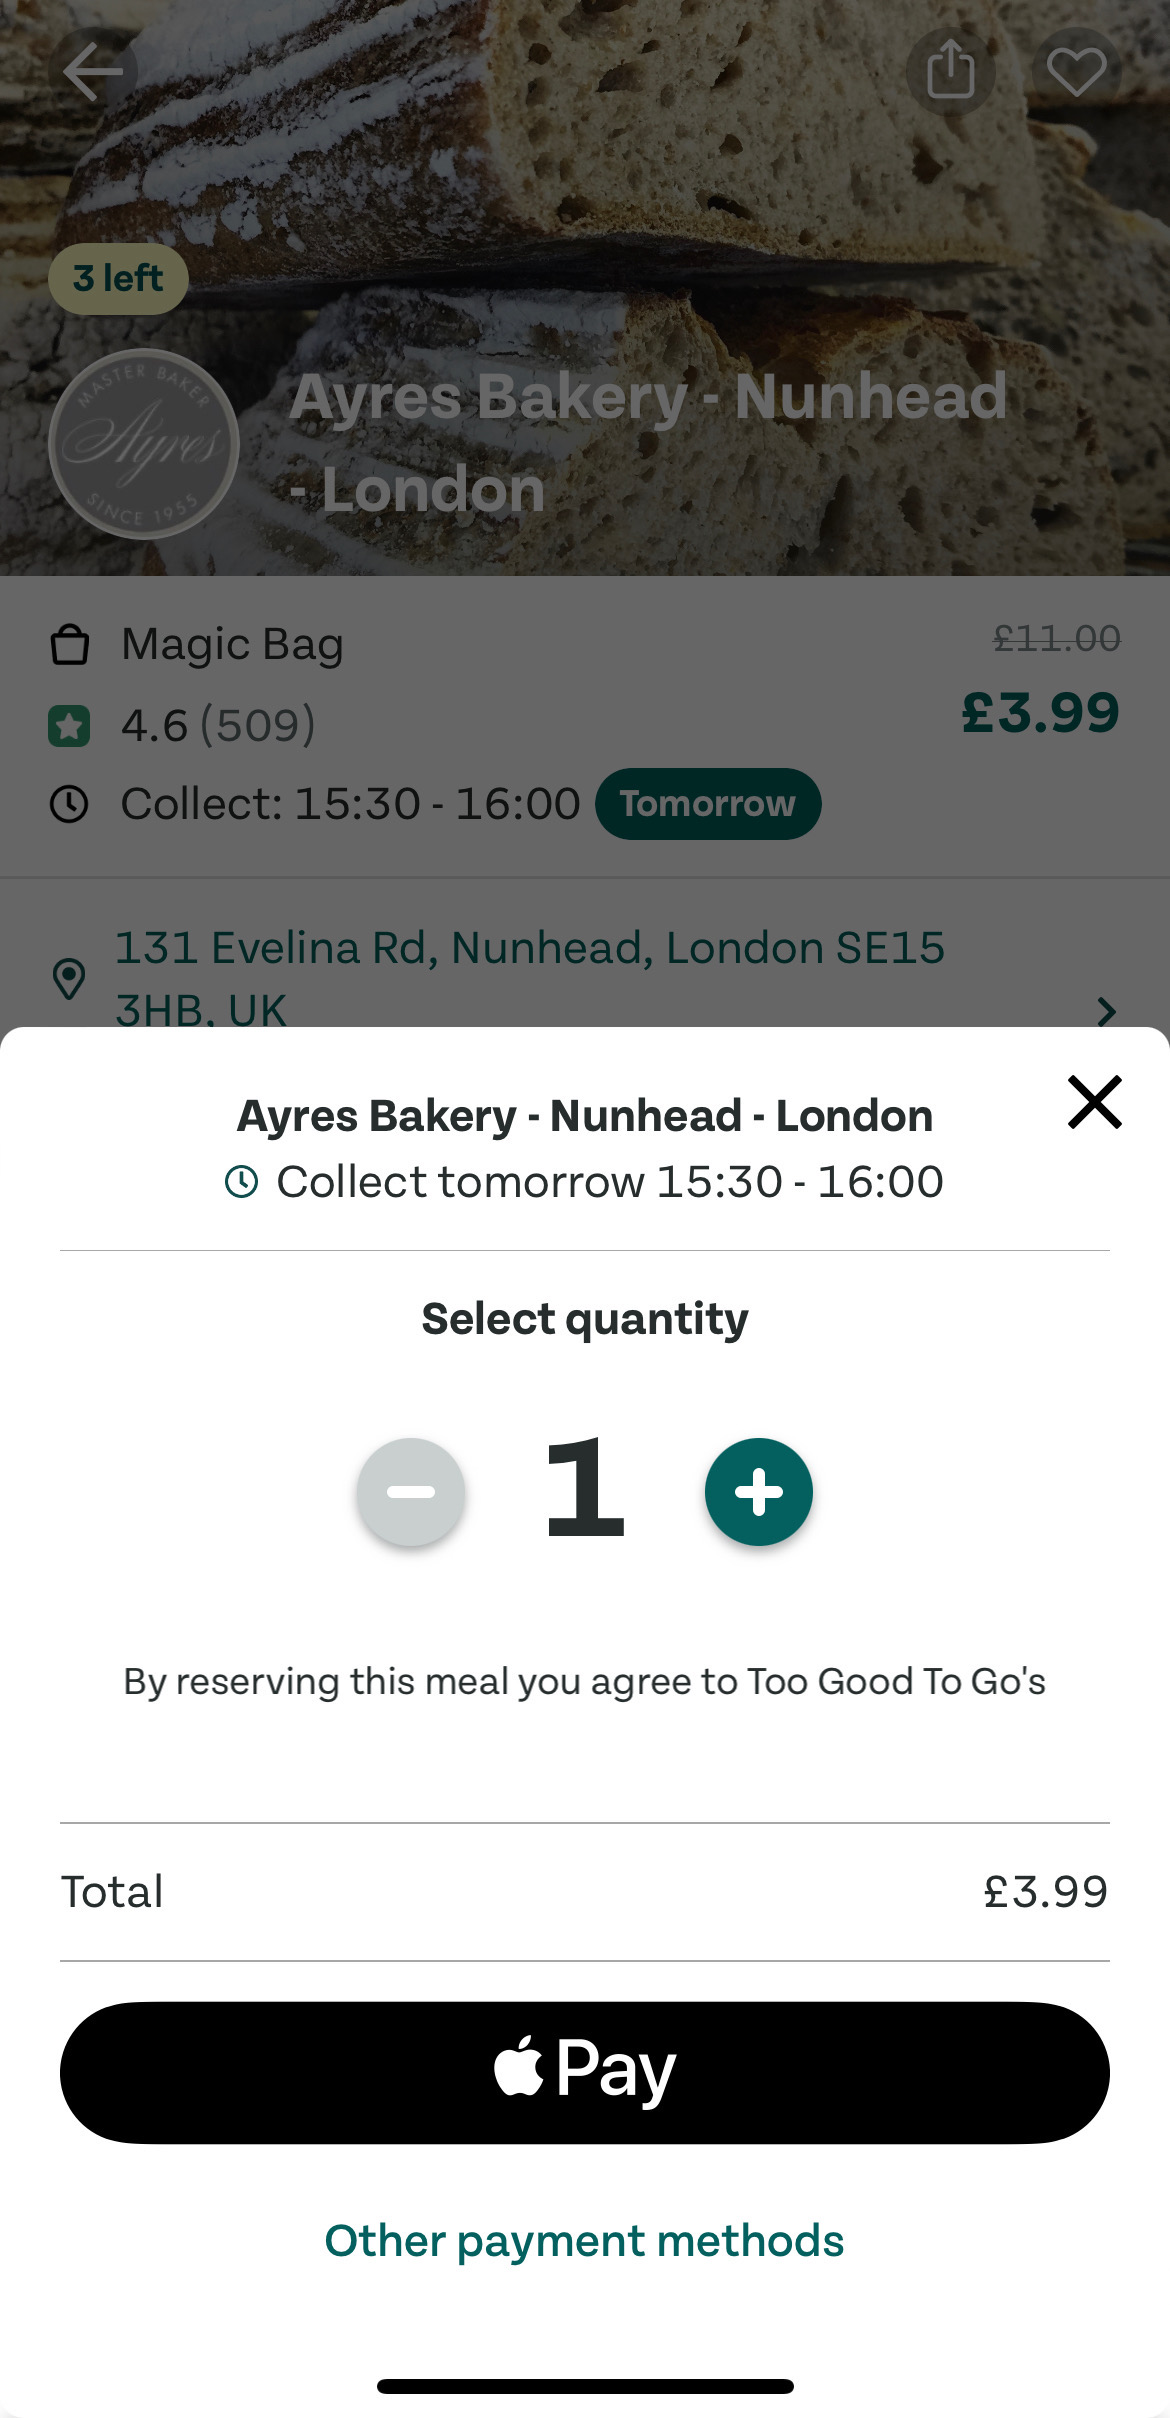 3 left
MASTER BAKER
Ayres
SINCE 1955
Ayres Bakery - Nunhead
- London
Magic Bag
£11.00
4.6 (509)
£3.99
Collect: 15:30 - 16:00 Tomorrow
131 Evelina Rd, Nunhead, London SE15
3HB, UK
Ayres Bakery - Nunhead - London
Collect tomorrow 15:30 - 16:00
Select quantity
1
By reserving this meal you agree to Too Good To Go's
Total £3.99
Pay
Other payment methods